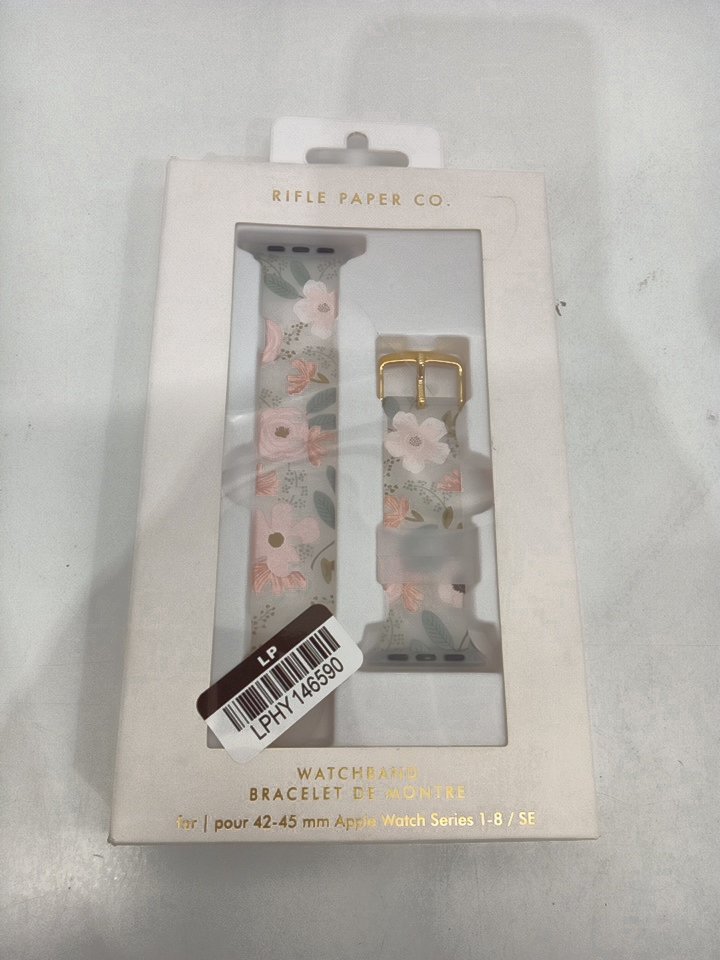 RIFLE PAPER CO.
LP
LPHY146590
WATCHBAND
BRACELET DE MONTRE
for | pour 42-45 mm Apple Watch Series 1-8 / SE